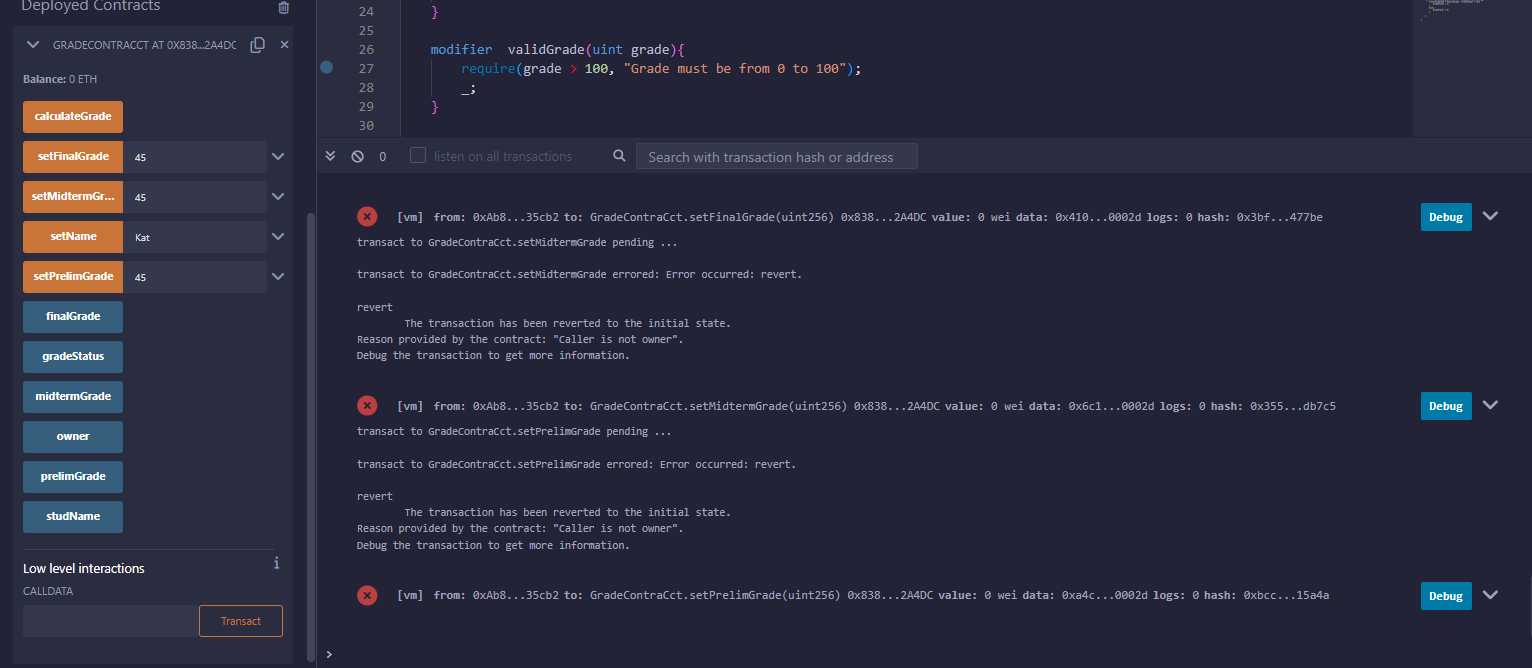 Deployed Contracts
GRADECONTRACCT AT 0X838...2A4DC
Balance: 0 ETH
calculateGrade
setFinalGrade 45
setMidtermGr... 45
setName Kat
setPrelimGrade 45
finalGrade
gradeStatus
midtermGrade
owner
prelimGrade
studName
Low level interactions
i
CALLDATA
Transact
24 }
25
26 modifier validGrade(uint grade){
27 require(grade > 100, "Grade must be from 0 to 100");
28 _;
29 }
30
0 listen on all transactions Search with transaction hash or address
[vm] from: 0xAb8...35cb2 to: GradeContraCct.setFinalGrade(uint256) 0x838...2A4DC value: 0 wei data: 0x410...0002d logs: 0 hash: 0x3bf...477be Debug
transact to GradeContraCct.setMidtermGrade pending ...
transact to GradeContraCct.setMidtermGrade errored: Error occurred: revert.
revert
The transaction has been reverted to the initial state.
Reason provided by the contract: "Caller is not owner".
Debug the transaction to get more information.
[vm] from: 0xAb8...35cb2 to: GradeContraCct.setMidtermGrade(uint256) 0x838...2A4DC value: 0 wei data: 0x6c1...0002d logs: 0 hash: 0x355...db7c5 Debug
transact to GradeContraCct.setPrelimGrade pending ...
transact to GradeContraCct.setPrelimGrade errored: Error occurred: revert.
revert
The transaction has been reverted to the initial state.
Reason provided by the contract: "Caller is not owner".
Debug the transaction to get more information.
[vm] from: 0xAb8...35cb2 to: GradeContraCct.setPrelimGrade(uint256) 0x838...2A4DC value: 0 wei data: 0xa4c...0002d logs: 0 hash: 0xbcc...15a4a Debug
>